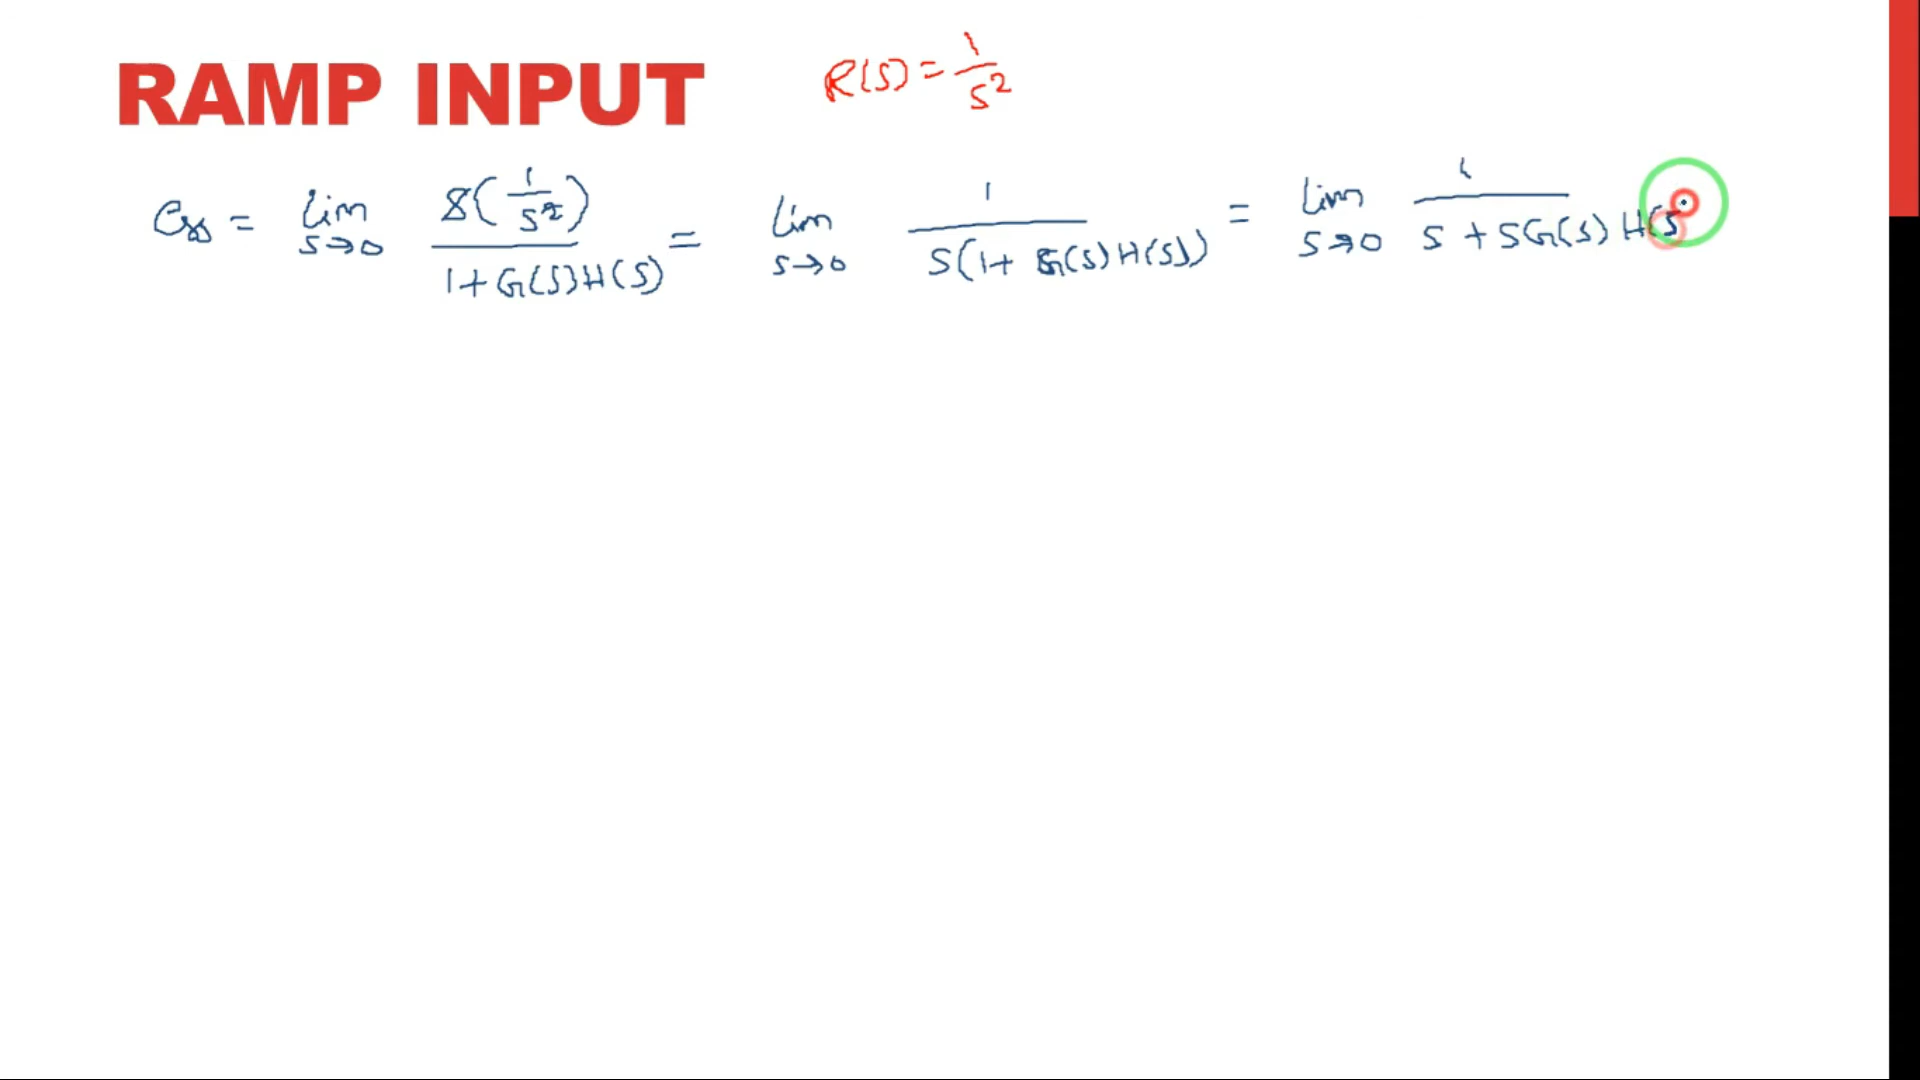 RAMP INPUT R(S) = 1/S²
ess = lim S→0 S(1/S²)/(1+G(S)H(S)) = lim S→0 1/(S(1+G(S)H(S))) = lim S→0 1/(S+SG(S)H(S